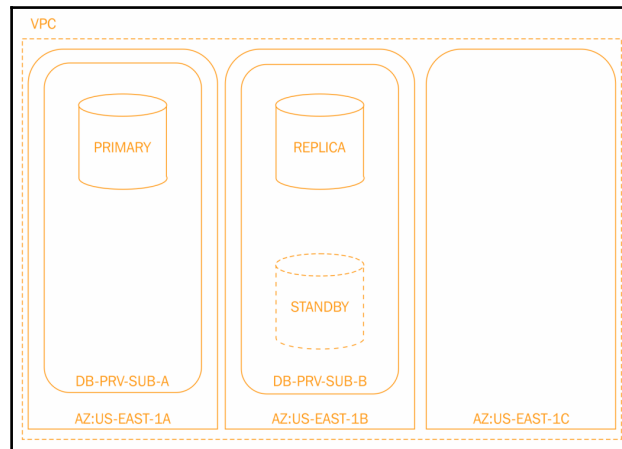 VPC
PRIMARY
REPLICA
STANDBY
DB-PRV-SUB-A
DB-PRV-SUB-B
AZ:US-EAST-1A
AZ:US-EAST-1B
AZ:US-EAST-1C